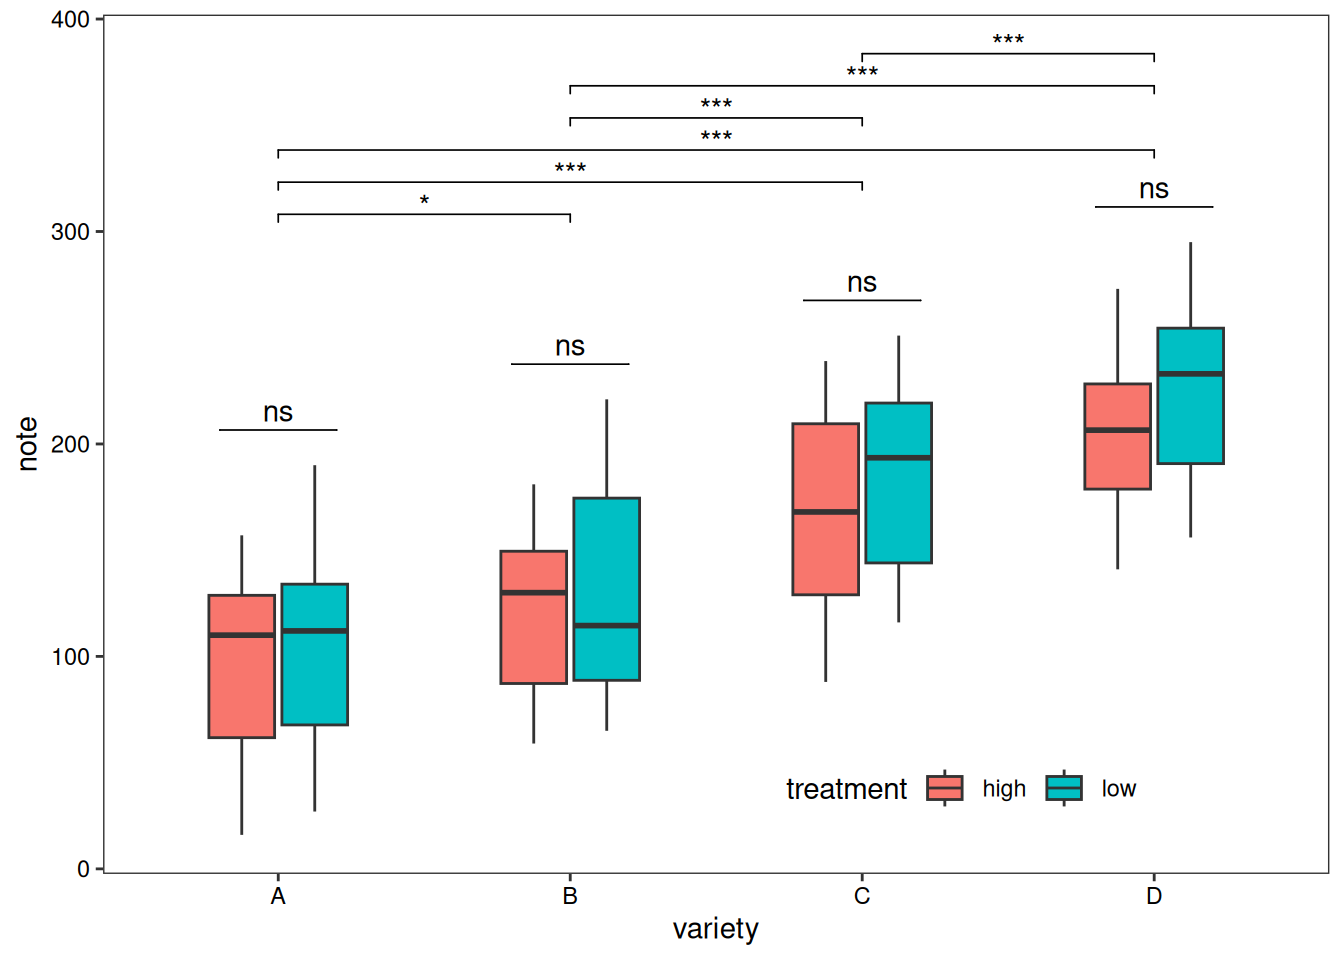 400
***
***
***
***
***
*
ns
300
ns
ns
ns
200
note
100
treatment high low
0
A B C D
variety